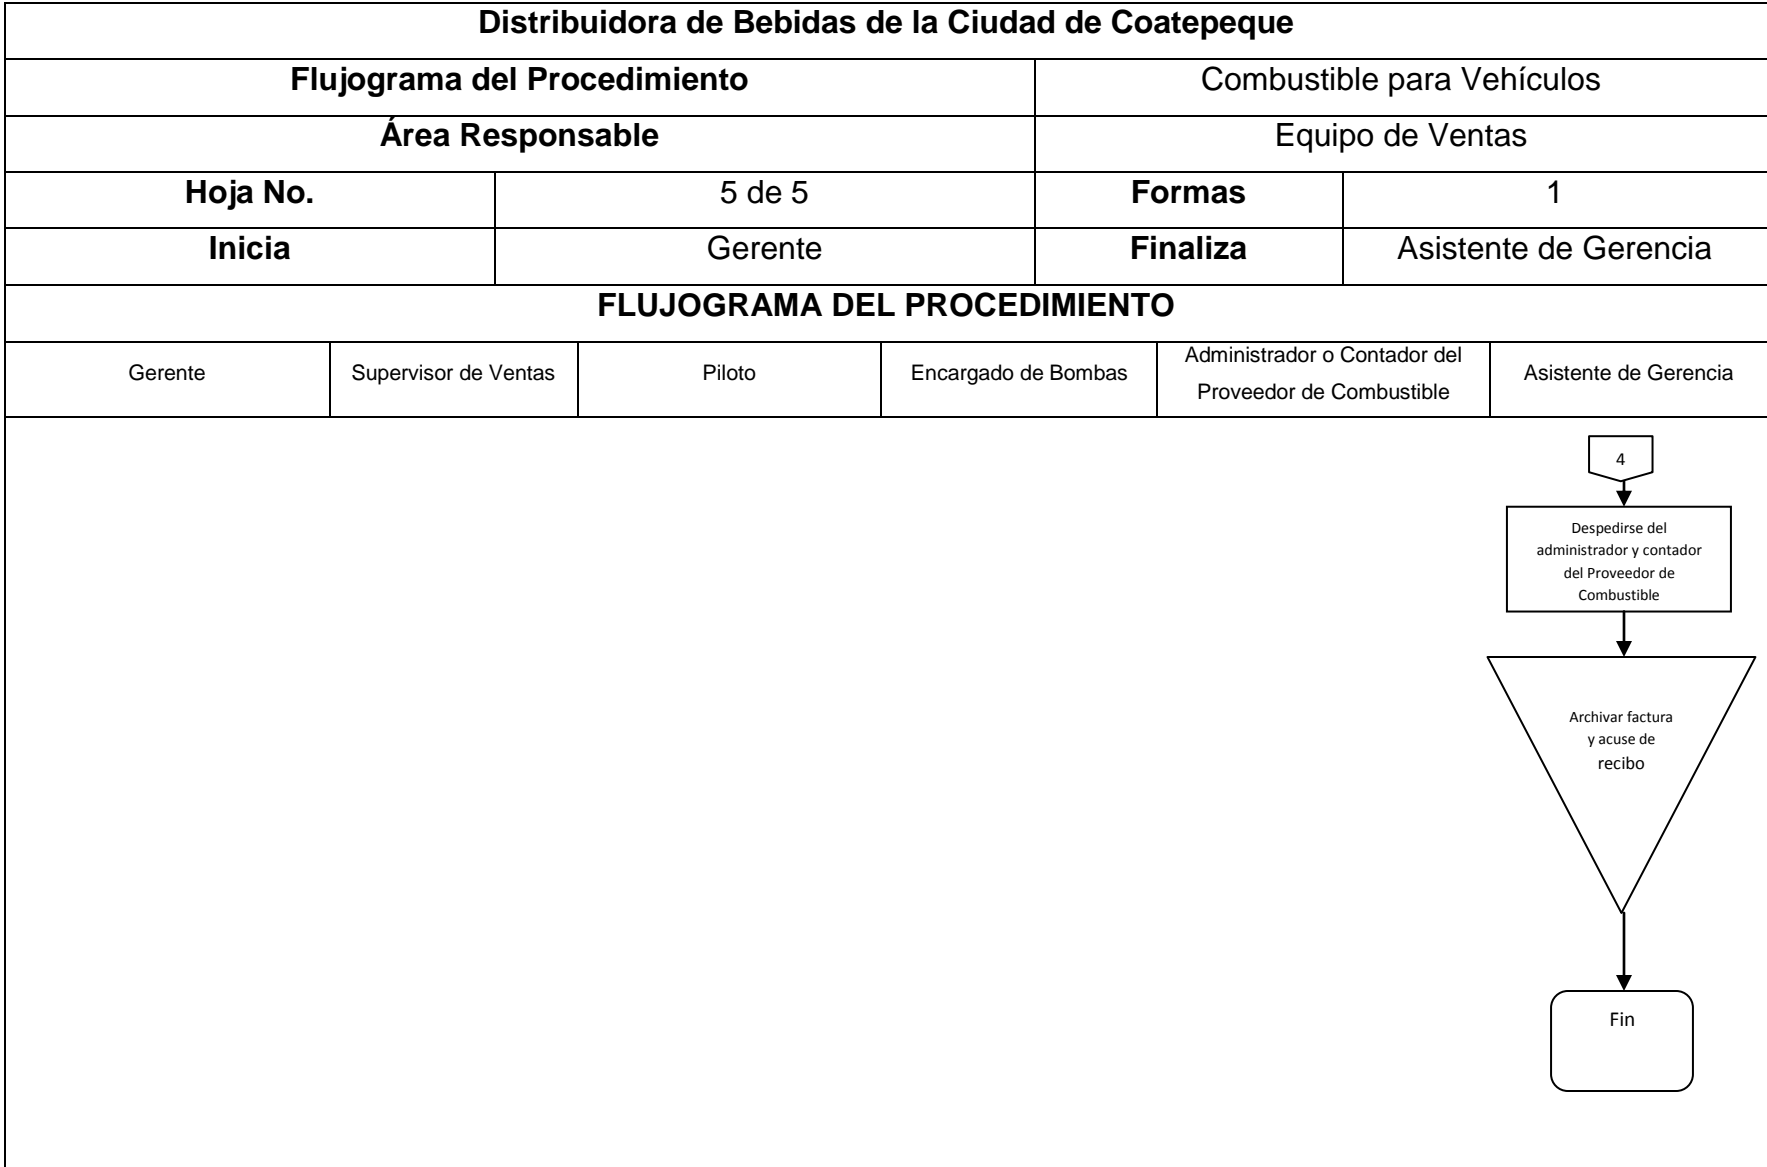 Distribuidora de Bebidas de la Ciudad de Coatepeque
Flujograma del Procedimiento
Combustible para Vehículos
Área Responsable
Equipo de Ventas
Hoja No.
5 de 5
Formas
1
Inicia
Gerente
Finaliza
Asistente de Gerencia
FLUJOGRAMA DEL PROCEDIMIENTO
Gerente
Supervisor de Ventas
Piloto
Encargado de Bombas
Administrador o Contador del
Proveedor de Combustible
Asistente de Gerencia
4
Despedirse del
administrador y contador
del Proveedor de
Combustible
Archivar factura
y acuse de
recibo
Fin